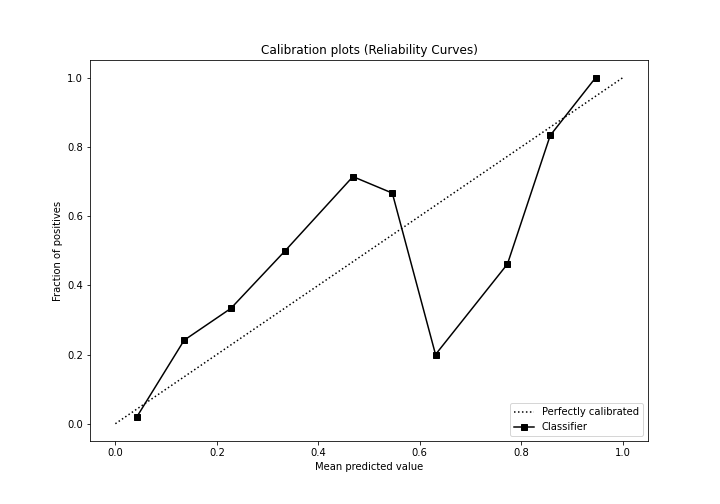 Calibration plots (Reliability Curves)
1.0
0.8
0.6
0.4
0.2
0.0
Fraction of positives
Perfectly calibrated
Classifier
0.0 0.2 0.4 0.6 0.8 1.0
Mean predicted value